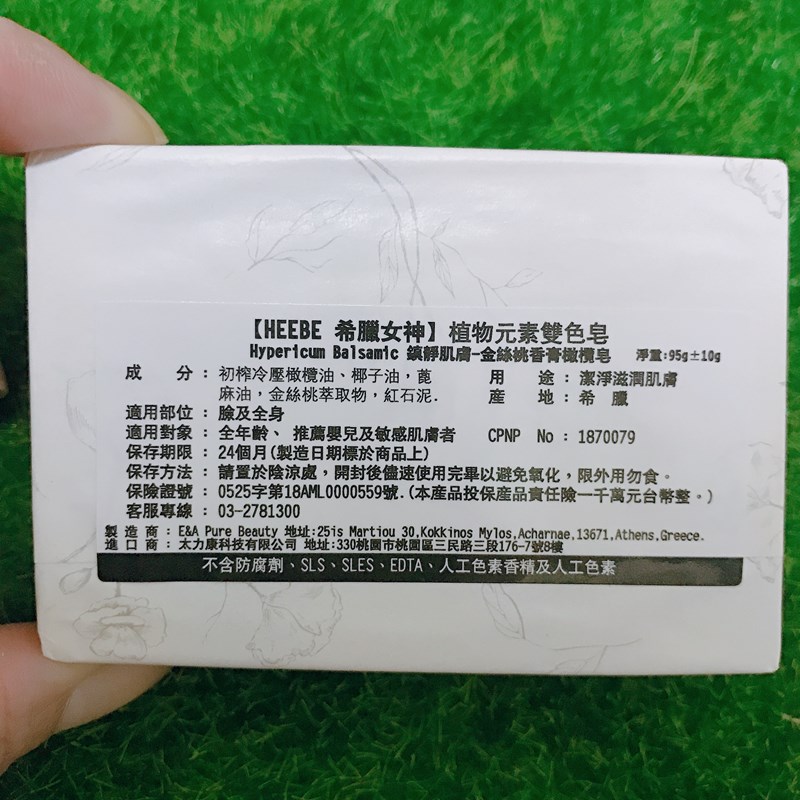 【HEEBE 希臘女神】植物元素雙色皂
Hypericum Balsamic 鎮靜肌膚-金絲桃香膏橄欖皂 淨重:95g±10g
成 分：初榨冷壓橄欖油、椰子油，蓖 用 途：潔淨滋潤肌膚
麻油，金絲桃萃取物，紅石泥. 產 地：希 臘
適用部位：臉及全身
適用對象：全年齡、推薦嬰兒及敏感肌膚者 CPNP No：1870079
保存期限：24個月(製造日期標於商品上)
保存方法：請置於陰涼處，開封後儘速使用完畢以避免氧化，限外用勿食。
保險證號：0525字第18AML0000559號.(本產品投保產品責任險一千萬元台幣整。)
客服專線：03-2781300
製造商：E&A Pure Beauty 地址:25is Martiou 30,Kokkinos Mylos,Acharnae,13671,Athens,Greece.
進口商：太力康科技有限公司 地址:330桃園市桃園區三民路三段176-7號8樓
不含防腐劑、SLS、SLES、EDTA、人工色素香精及人工色素